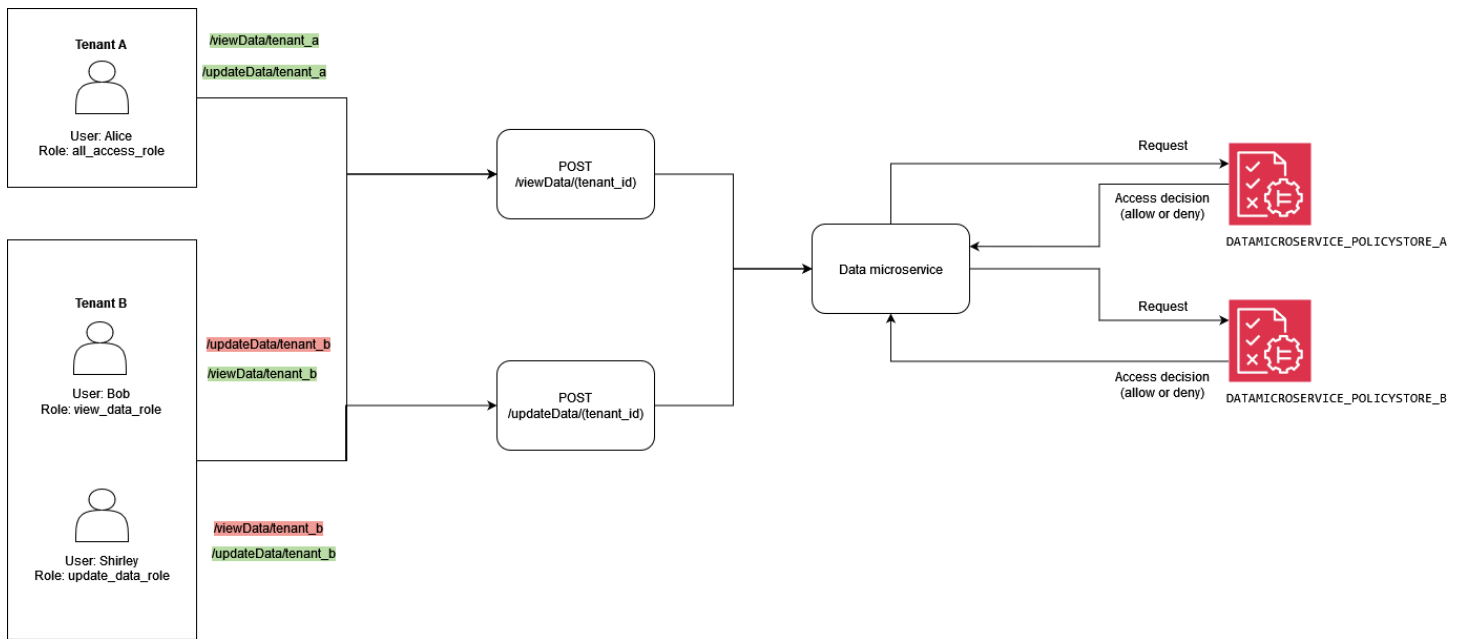 Tenant A
User: Alice
Role: all_access_role
/viewData/tenant_a
/updateData/tenant_a
Tenant B
User: Bob
Role: view_data_role
/updateData/tenant_b
/viewData/tenant_b
User: Shirley
Role: update_data_role
/viewData/tenant_b
/updateData/tenant_b
POST
/viewData/(tenant_id)
POST
/updateData/(tenant_id)
Data microservice
Request
Access decision
(allow or deny)
DATAMICROSERVICE_POLICYSTORE_A
Request
Access decision
(allow or deny)
DATAMICROSERVICE_POLICYSTORE_B